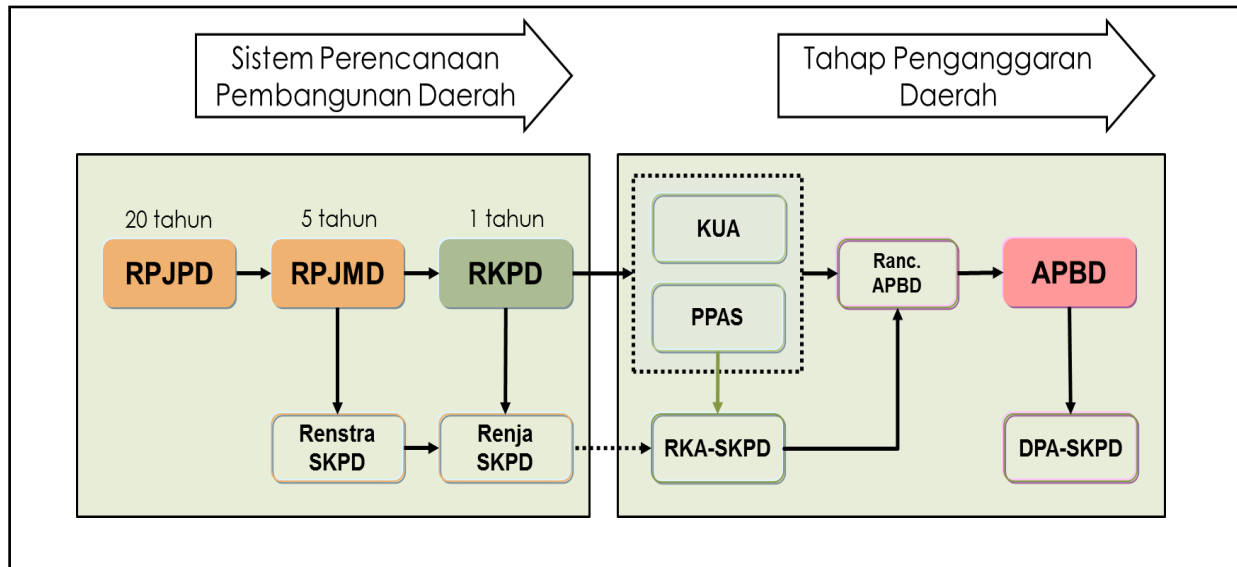 Sistem Perencanaan
Pembangunan Daerah
Tahap Penganggaran
Daerah
20 tahun
5 tahun
1 tahun
RPJPD
RPJMD
RKPD
KUA
PPAS
Ranc.
APBD
APBD
Renstra
SKPD
Renja
SKPD
RKA-SKPD
DPA-SKPD